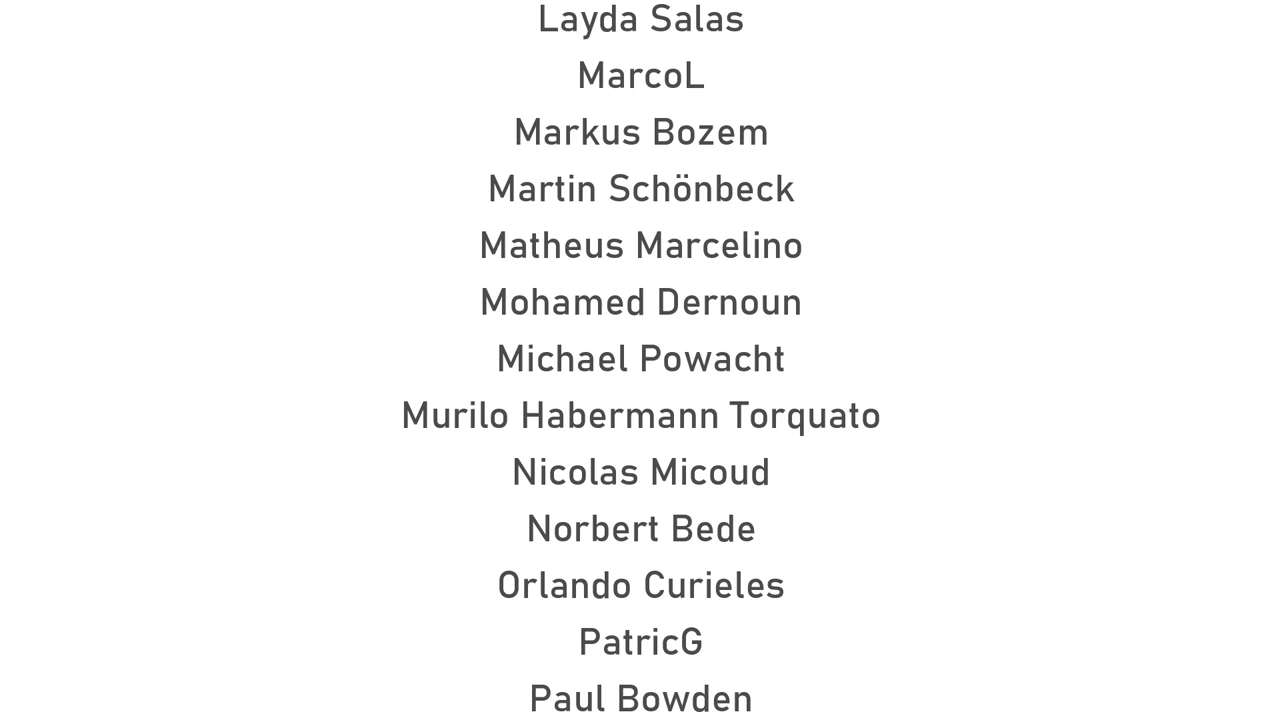 Layda Salas
MarcoL
Markus Bozem
Martin Schönbeck
Matheus Marcelino
Mohamed Dernoun
Michael Powacht
Murilo Habermann Torquato
Nicolas Micoud
Norbert Bede
Orlando Curieles
PatricG
Paul Bowden